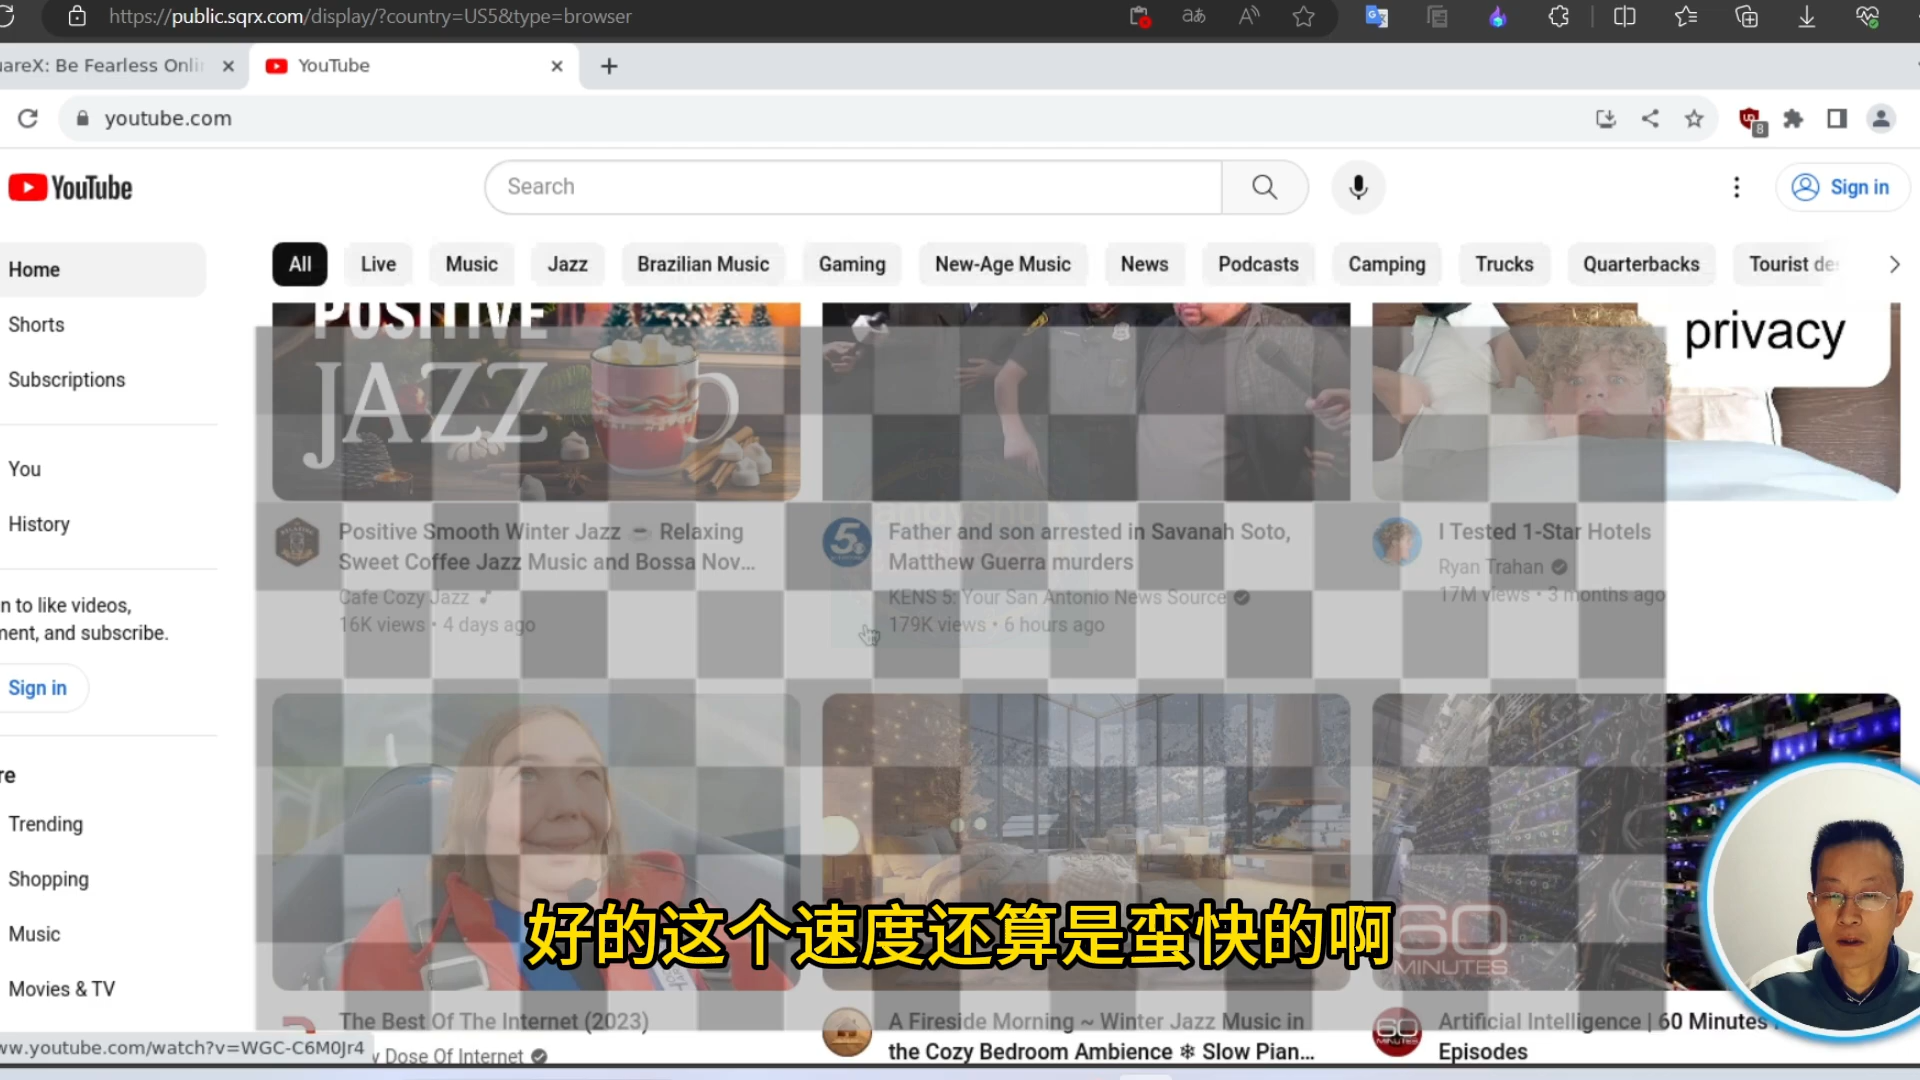 https://public.sqrx.com/display/?country=US5&type=browser
uareX: Be Fearless Onli
YouTube
youtube.com
8
YouTube
Search
Sign in
Home
Shorts
Subscriptions
You
History
n to like videos,
ment, and subscribe.
Sign in
re
Trending
Shopping
Music
Movies & TV
All
Live
Music
Jazz
Brazilian Music
Gaming
New-Age Music
News
Podcasts
Camping
Trucks
Quarterbacks
Tourist des
POSITIVE
JAZZ
privacy
Positive Smooth Winter Jazz ☕ Relaxing
Sweet Coffee Jazz Music and Bossa Nov...
Cafe Cozy Jazz
16K views • 4 days ago
5
Father and son arrested in Savanah Soto,
Matthew Guerra murders
KENS 5: Your San Antonio News Source
179K views • 6 hours ago
I Tested 1-Star Hotels
Ryan Trahan
17M views • 3 months ago
60
MINUTES
好的这个速度还算是蛮快的啊
The Best Of The Internet (2023)
Dose Of Internet
A Fireside Morning ~ Winter Jazz Music in
the Cozy Bedroom Ambience ❄ Slow Pian...
60
Artificial Intelligence | 60 Minutes
Episodes
ww.youtube.com/watch?v=WGC-C6M0Jr4